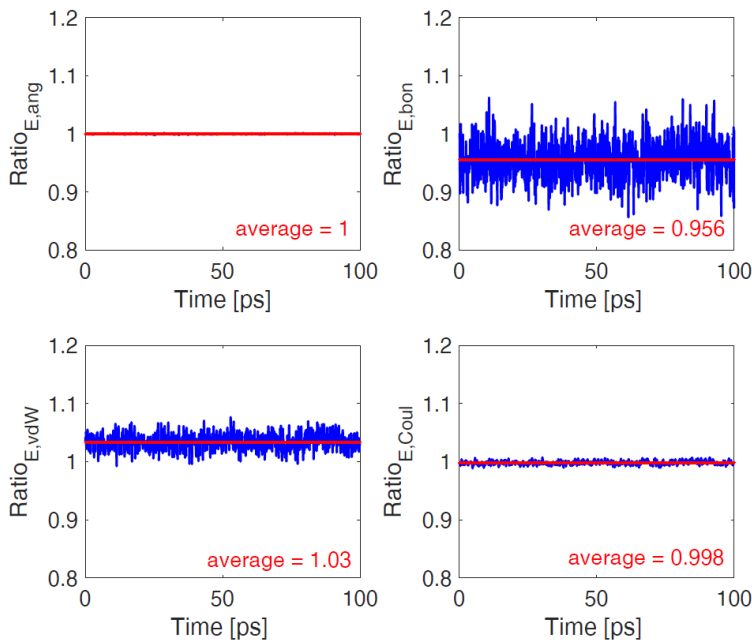 1.2
1.1
1
0.9
0.8
Ratio_E,ang
average = 1
0 50 100
Time [ps]
1.2
1.1
1
0.9
0.8
Ratio_E,bon
average = 0.956
0 50 100
Time [ps]
1.2
1.1
1
0.9
0.8
Ratio_E,vdW
average = 1.03
0 50 100
Time [ps]
1.2
1.1
1
0.9
0.8
Ratio_E,Coul
average = 0.998
0 50 100
Time [ps]